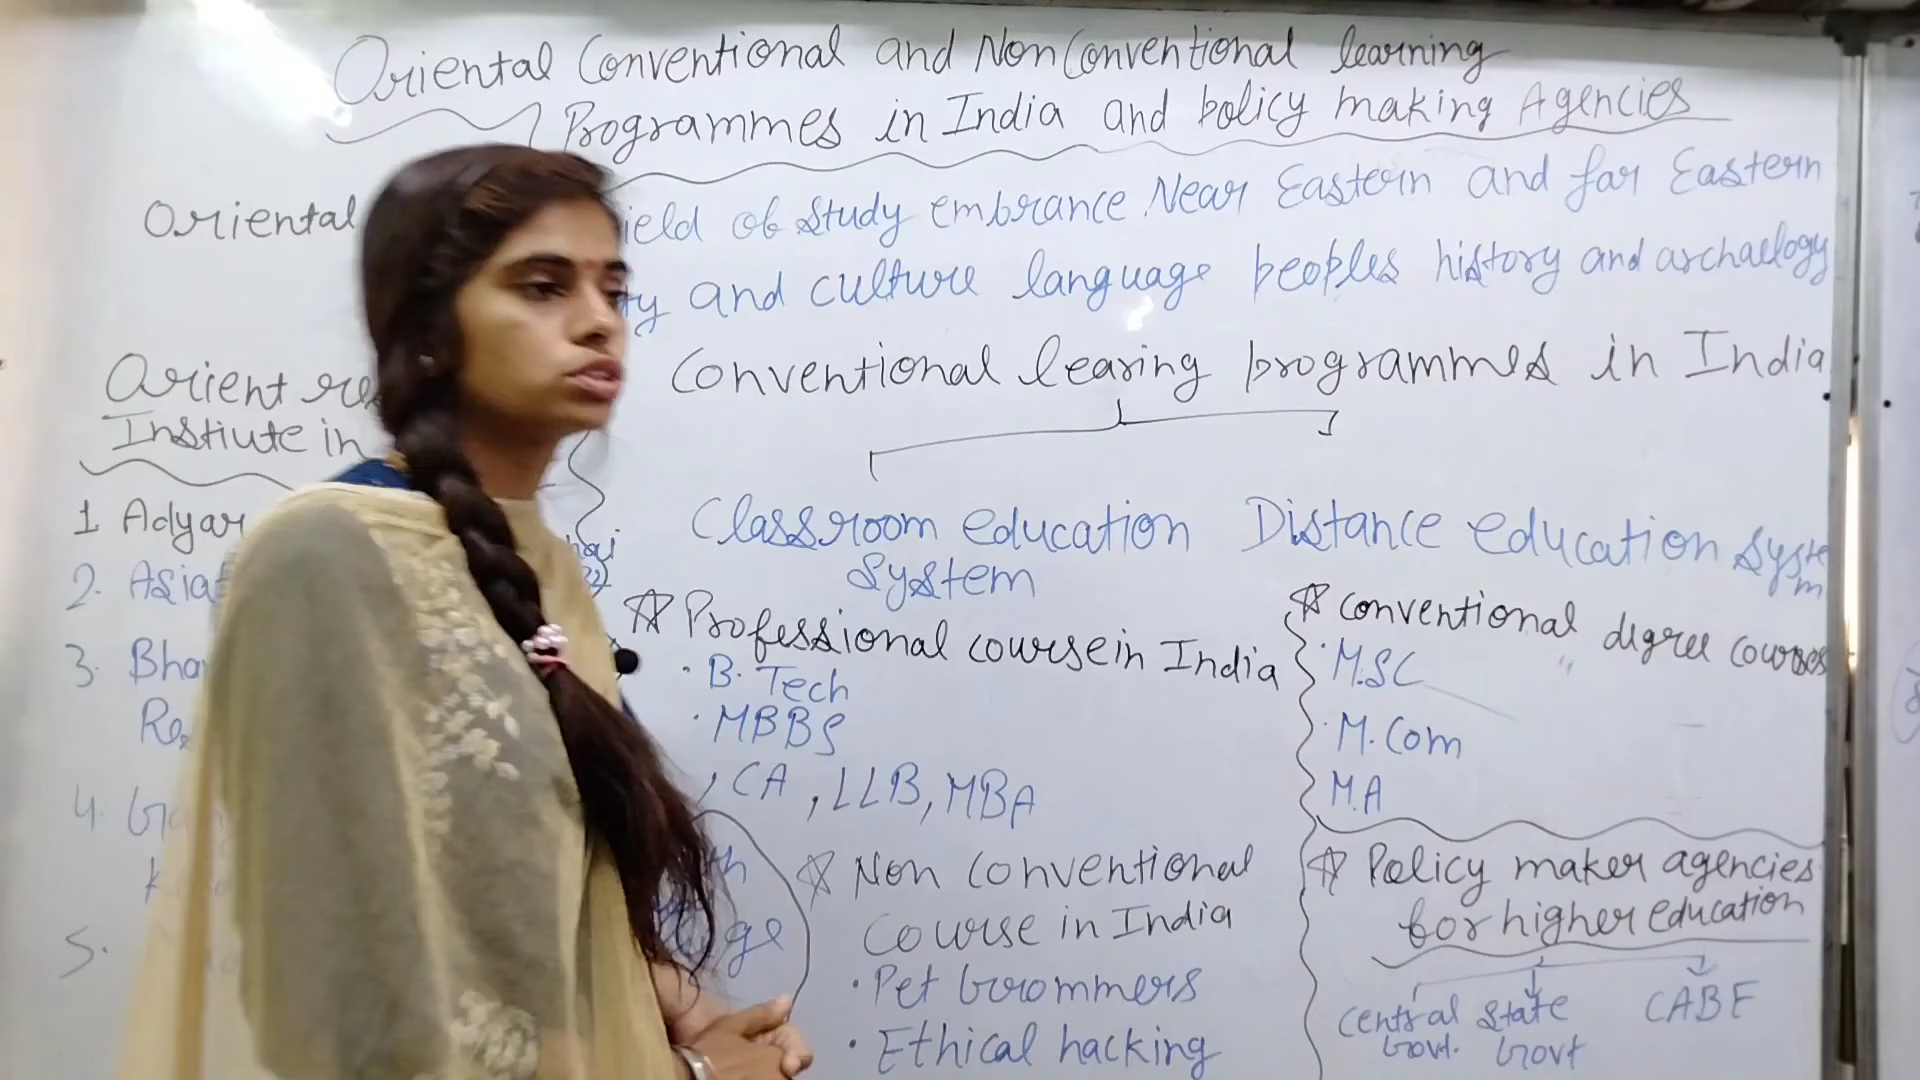 Oriental Conventional and Non Conventional learning
Programmes in India and policy making Agencies
Oriental
field of study embrance Near Eastern and far Eastern
and culture language peoples history and archaelogy
Orient
Instiute in
Conventional learing programmes in India
1 Adyar
2. Asia
3. Bha
4.
5.
Classroom education
System
Distance education System
☆ Professional course in India
· B. Tech
· MBBS
, CA, LLB, MBA
☆ Conventional degree courses
· M.SC
· M.Com
M.A
☆ Non Conventional
Course in India
· Pet Groommers
· Ethical hacking
☆ Policy maker agencies
for higher education
Central Govt.
State Govt
CABE